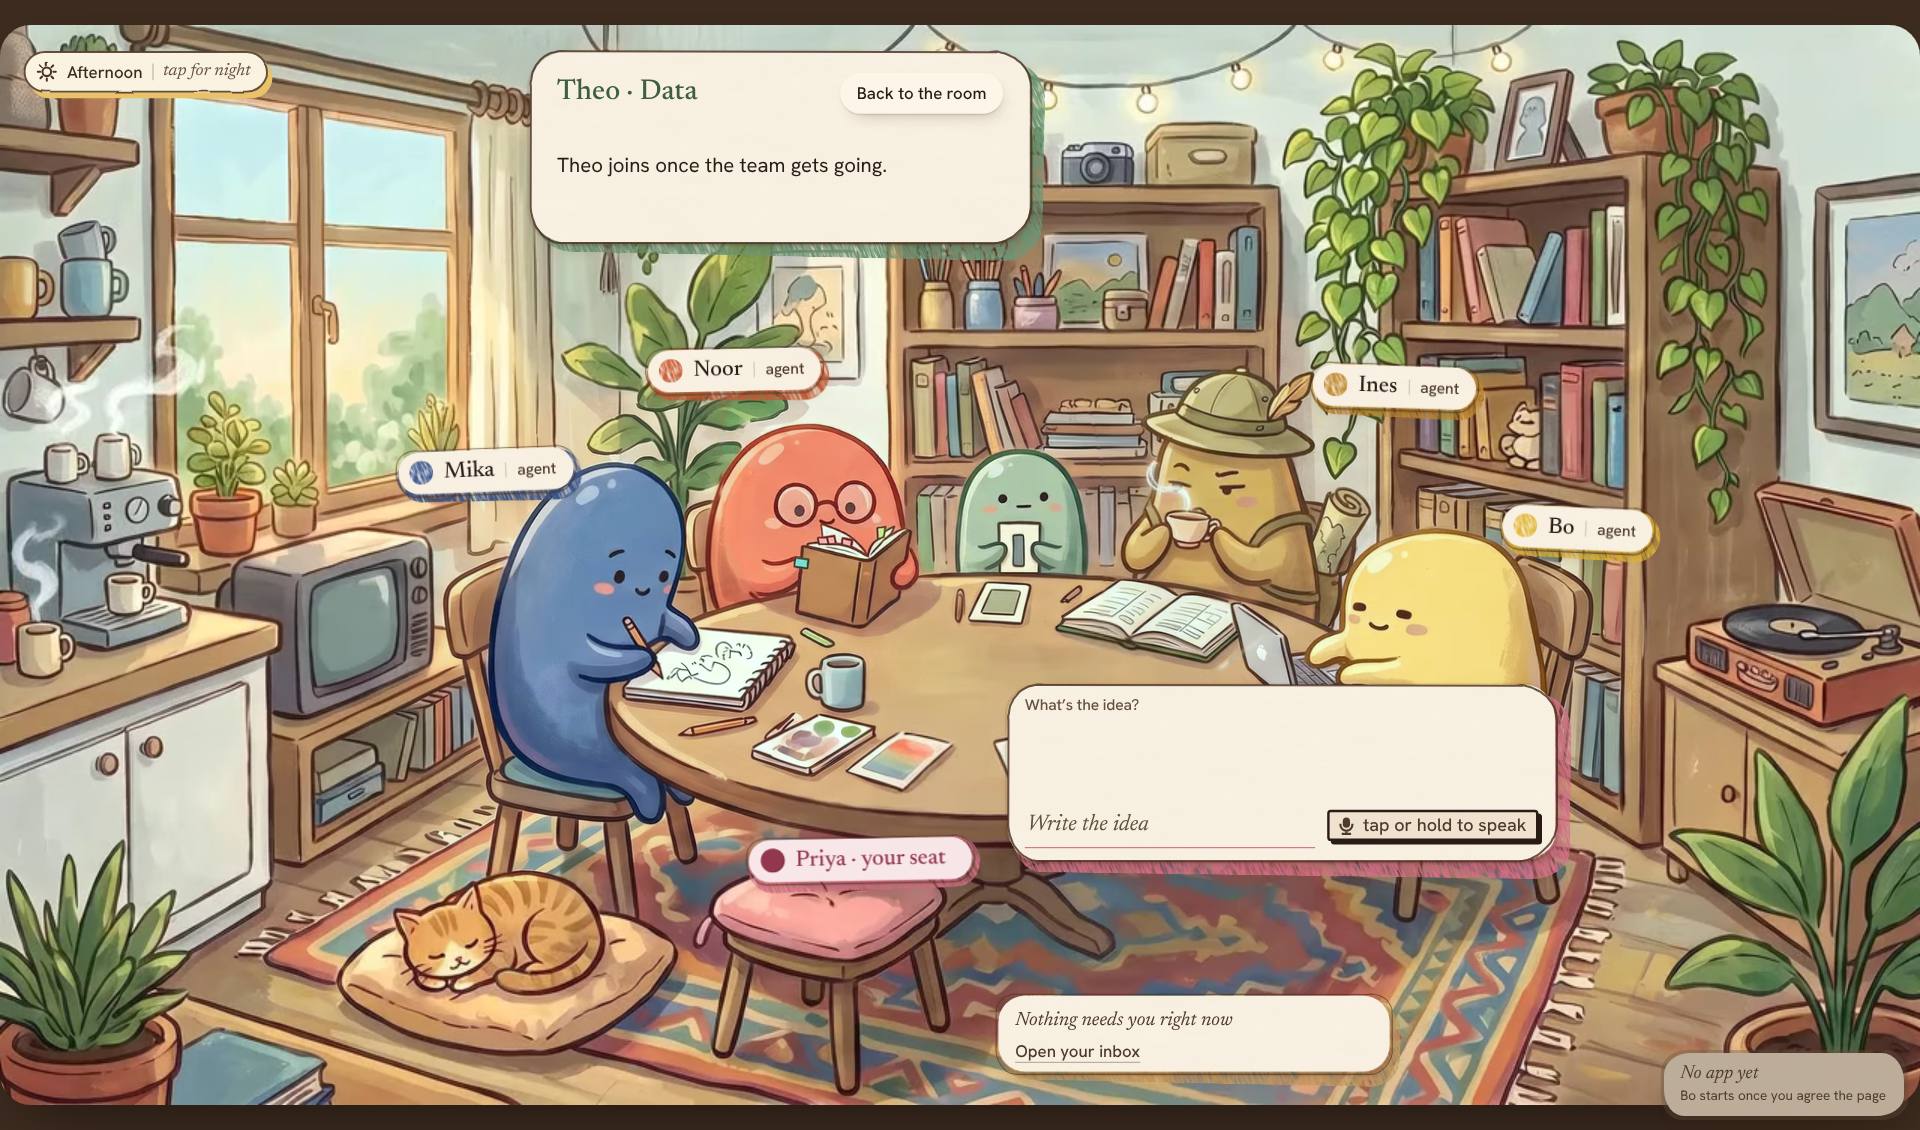 Afternoon | tap for night
Theo · Data
Back to the room
Theo joins once the team gets going.
Noor | agent
Ines | agent
Mika | agent
Bo | agent
What's the idea?
Write the idea
tap or hold to speak
Priya · your seat
Nothing needs you right now
Open your inbox
No app yet
Bo starts once you agree the page